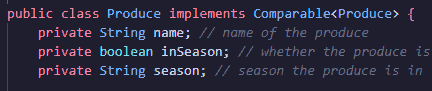 public class Produce implements Comparable<Produce> {
private String name; // name of the produce
private boolean inSeason; // whether the produce is
private String season; // season the produce is in